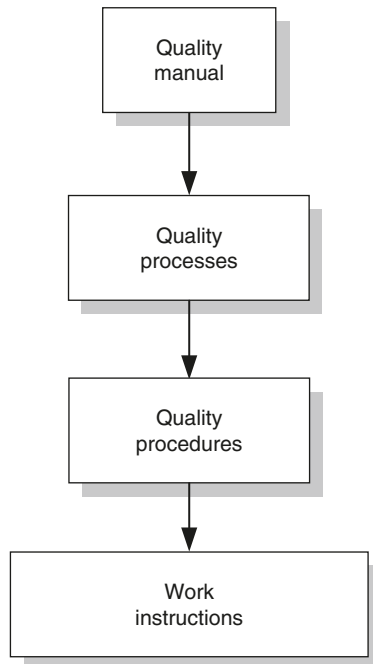 Quality
manual
Quality
processes
Quality
procedures
Work
instructions